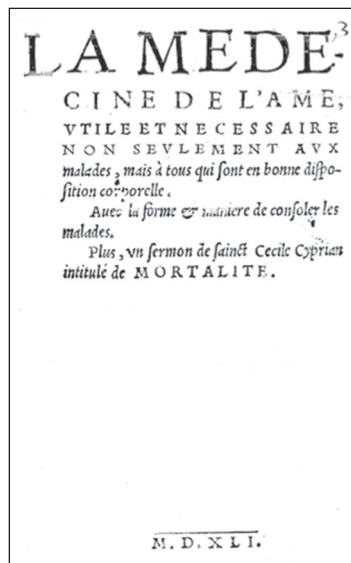 LA MEDE-
CINE DE L'AME,
VTILE ET NECESSAIRE
NON SEVLEMENT AVX
malades, mais à tous qui ſont en bonne diſpo-
ſition corporelle.
Auec la forme & maniere de conſoler les
malades.
Plus, vn ſermon de ſainct Cecile Cyprian
intitulé de MORTALITE.
M. D. XLI.